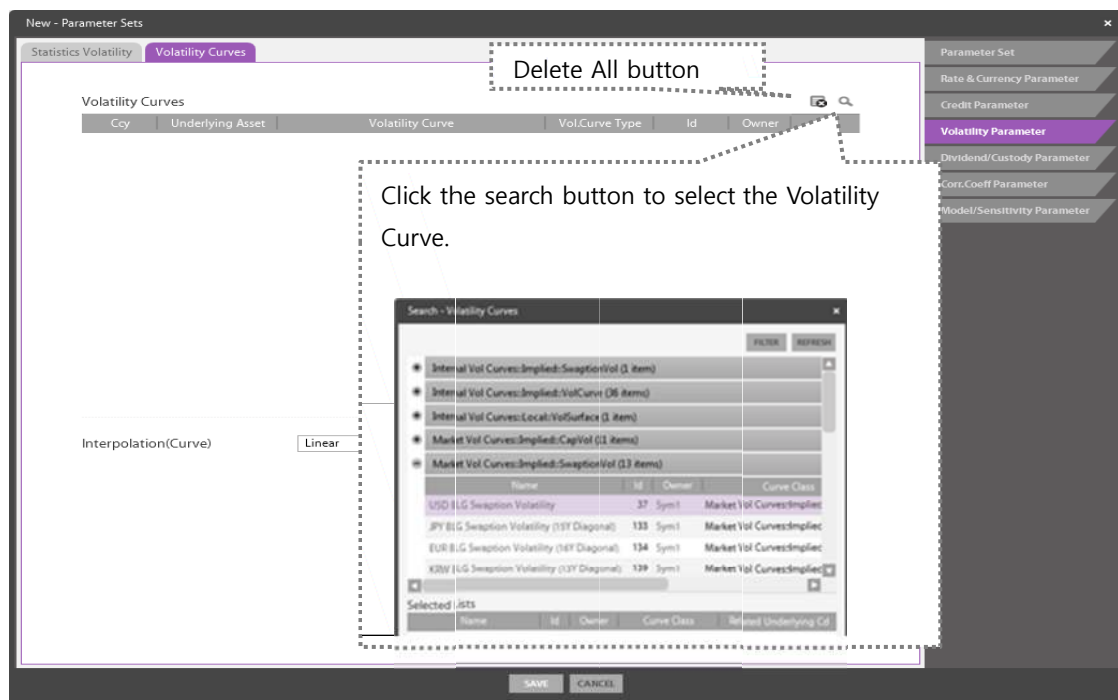 New - Parameter Sets
Statistics Volatility
Volatility Curves
Delete All button
Volatility Curves
Ccy
Underlying Asset
Volatility Curve
Vol.Curve Type
Id
Owner
Click the search button to select the Volatility
Curve.
Search - Volatility Curves
FILTER
REFRESH
Internal Vol Curves::Implied::SwaptionVol (1 item)
Internal Vol Curves::Implied::VolCurve (36 items)
Internal Vol Curves::Local::VolSurface (1 item)
Market Vol Curves::Implied::CapVol (11 items)
Market Vol Curves::Implied::SwaptionVol (13 items)
Name
Id
Owner
Curve Class
USD BLG Swaption Volatility 37 Sym1 Market Vol Curves::Implied
JPY BLG Swaption Volatility (15Y Diagonal) 133 Sym1 Market Vol Curves::Implied
EUR BLG Swaption Volatility (16Y Diagonal) 134 Sym1 Market Vol Curves::Implied
KRW BLG Swaption Volatility (13Y Diagonal) 139 Sym1 Market Vol Curves::Implied
Selected Lists
Name
Id
Owner
Curve Class
Related Underlying Cd
Interpolation(Curve)
Linear
Parameter Set
Rate & Currency Parameter
Credit Parameter
Volatility Parameter
Dividend/Custody Parameter
Corr.Coeff Parameter
Model/Sensitivity Parameter
SAVE
CANCEL